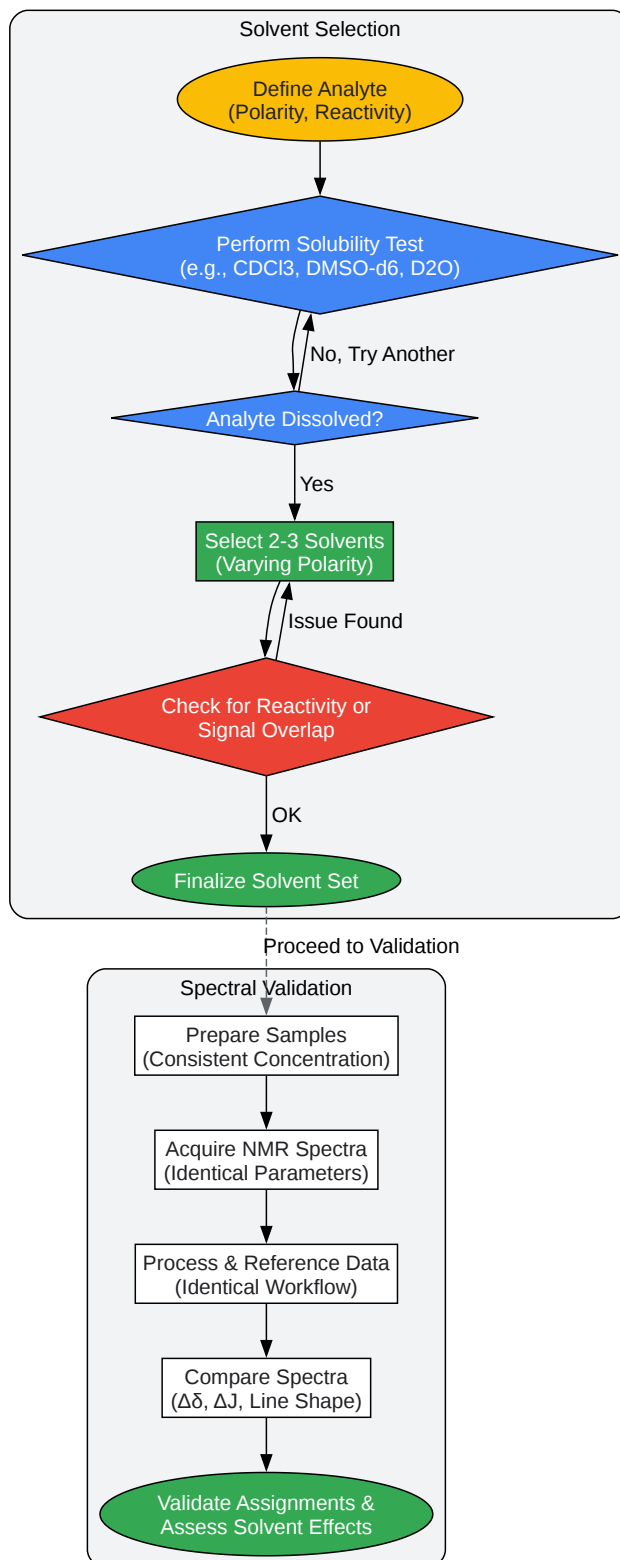 Solvent Selection
Define Analyte
(Polarity, Reactivity)
Perform Solubility Test
(e.g., CDCl3, DMSO-d6, D2O)
No, Try Another
Analyte Dissolved?
Yes
Select 2-3 Solvents
(Varying Polarity)
Issue Found
Check for Reactivity or
Signal Overlap
OK
Finalize Solvent Set
Proceed to Validation
Spectral Validation
Prepare Samples
(Consistent Concentration)
Acquire NMR Spectra
(Identical Parameters)
Process & Reference Data
(Identical Workflow)
Compare Spectra
(Δδ, ΔJ, Line Shape)
Validate Assignments &
Assess Solvent Effects